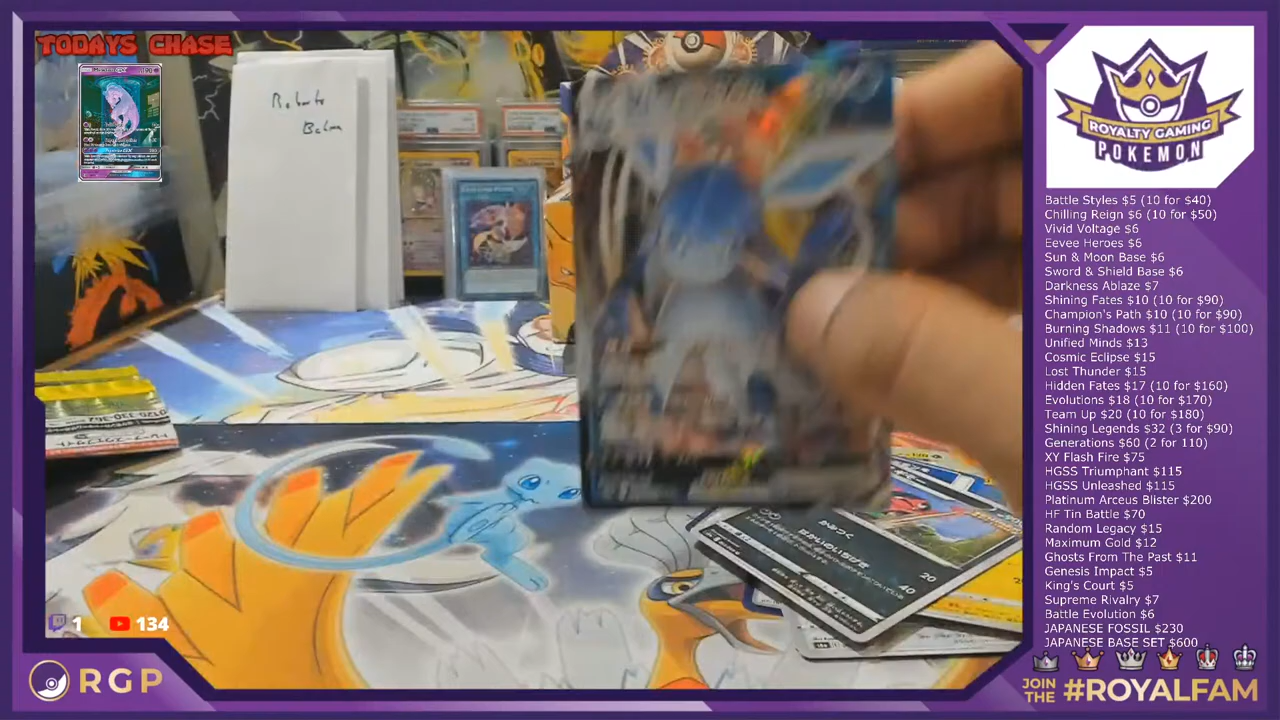 TODAYS CHASE
ROYALTY GAMING
POKEMON
Battle Styles $5 (10 for $40)
Chilling Reign $6 (10 for $50)
Vivid Voltage $6
Eevee Heroes $6
Sun & Moon Base $6
Sword & Shield Base $6
Darkness Ablaze $7
Shining Fates $10 (10 for $90)
Champion's Path $10 (10 for $90)
Burning Shadows $11 (10 for $100)
Unified Minds $13
Cosmic Eclipse $15
Lost Thunder $15
Hidden Fates $17 (10 for $160)
Evolutions $18 (10 for $170)
Team Up $20 (10 for $180)
Shining Legends $32 (3 for $90)
Generations $60 (2 for 110)
XY Flash Fire $75
HGSS Triumphant $115
HGSS Unleashed $115
Platinum Arceus Blister $200
HF Tin Battle $70
Random Legacy $15
Maximum Gold $12
Ghosts From The Past $11
Genesis Impact $5
King's Court $5
Supreme Rivalry $7
Battle Evolution $6
JAPANESE FOSSIL $230
JAPANESE BASE SET $600
20
40
1
134
RGP
JOIN
THE
#ROYALFAM